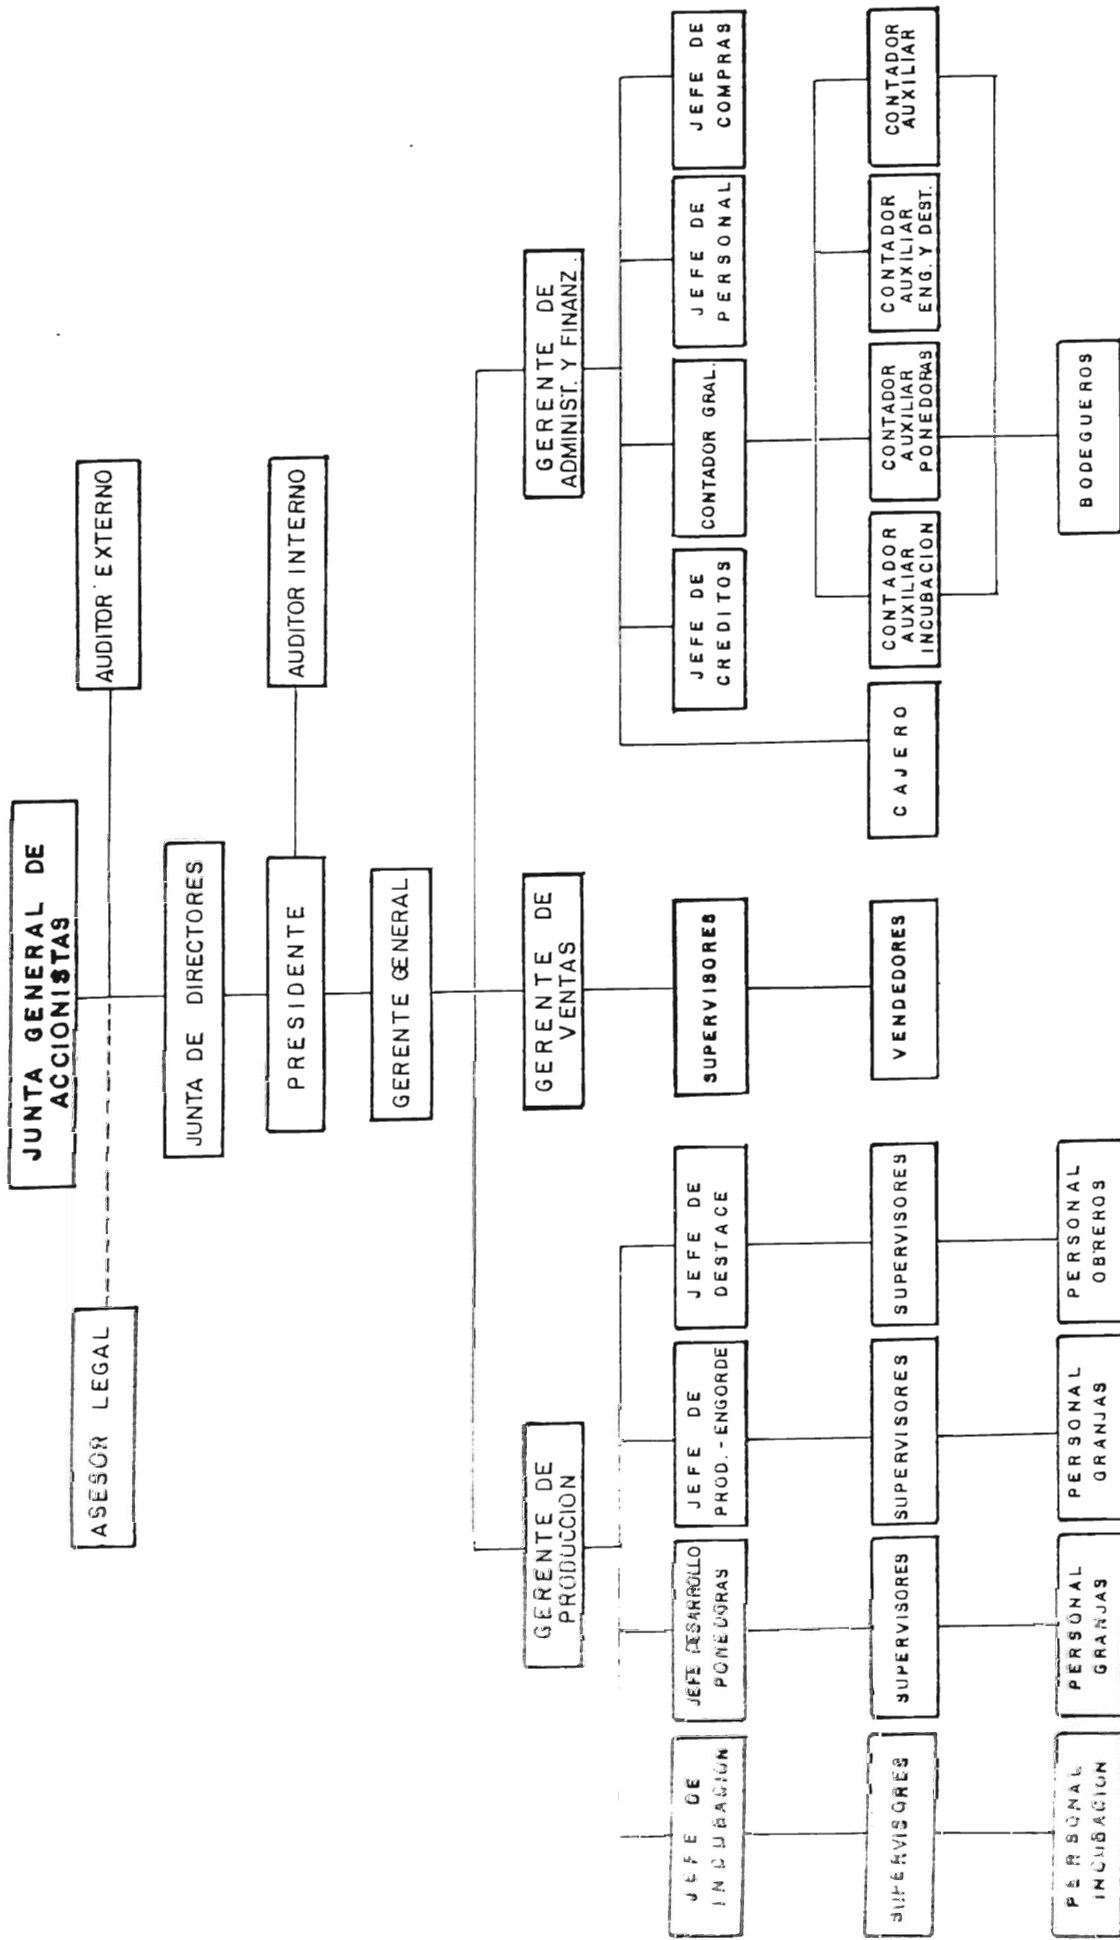 JUNTA GENERAL DE
ACCIONISTAS
ASESOR LEGAL
AUDITOR EXTERNO
JUNTA DE DIRECTORES
PRESIDENTE
AUDITOR INTERNO
GERENTE GENERAL
GERENTE DE
PRODUCCION
GERENTE DE
VENTAS
GERENTE DE
ADMINIST. Y FINANZ.
JEFE DE
INCUBACION
JEFE DESARROLLO
PONEDORAS
JEFE DE
PROD.-ENGORDE
JEFE DE
DESTACE
SUPERVISORES
JEFE DE
CREDITOS
CONTADOR GRAL.
JEFE DE
PERSONAL
JEFE DE
COMPRAS
SUPERVISORES
SUPERVISORES
SUPERVISORES
SUPERVISORES
VENDEDORES
CAJERO
CONTADOR
AUXILIAR
INCUBACION
CONTADOR
AUXILIAR
PONEDORAS
CONTADOR
AUXILIAR
ENG. Y DEST.
CONTADOR
AUXILIAR
PERSONAL
INCUBACION
PERSONAL
GRANJAS
PERSONAL
GRANJAS
PERSONAL
OBREROS
BODEGUEROS